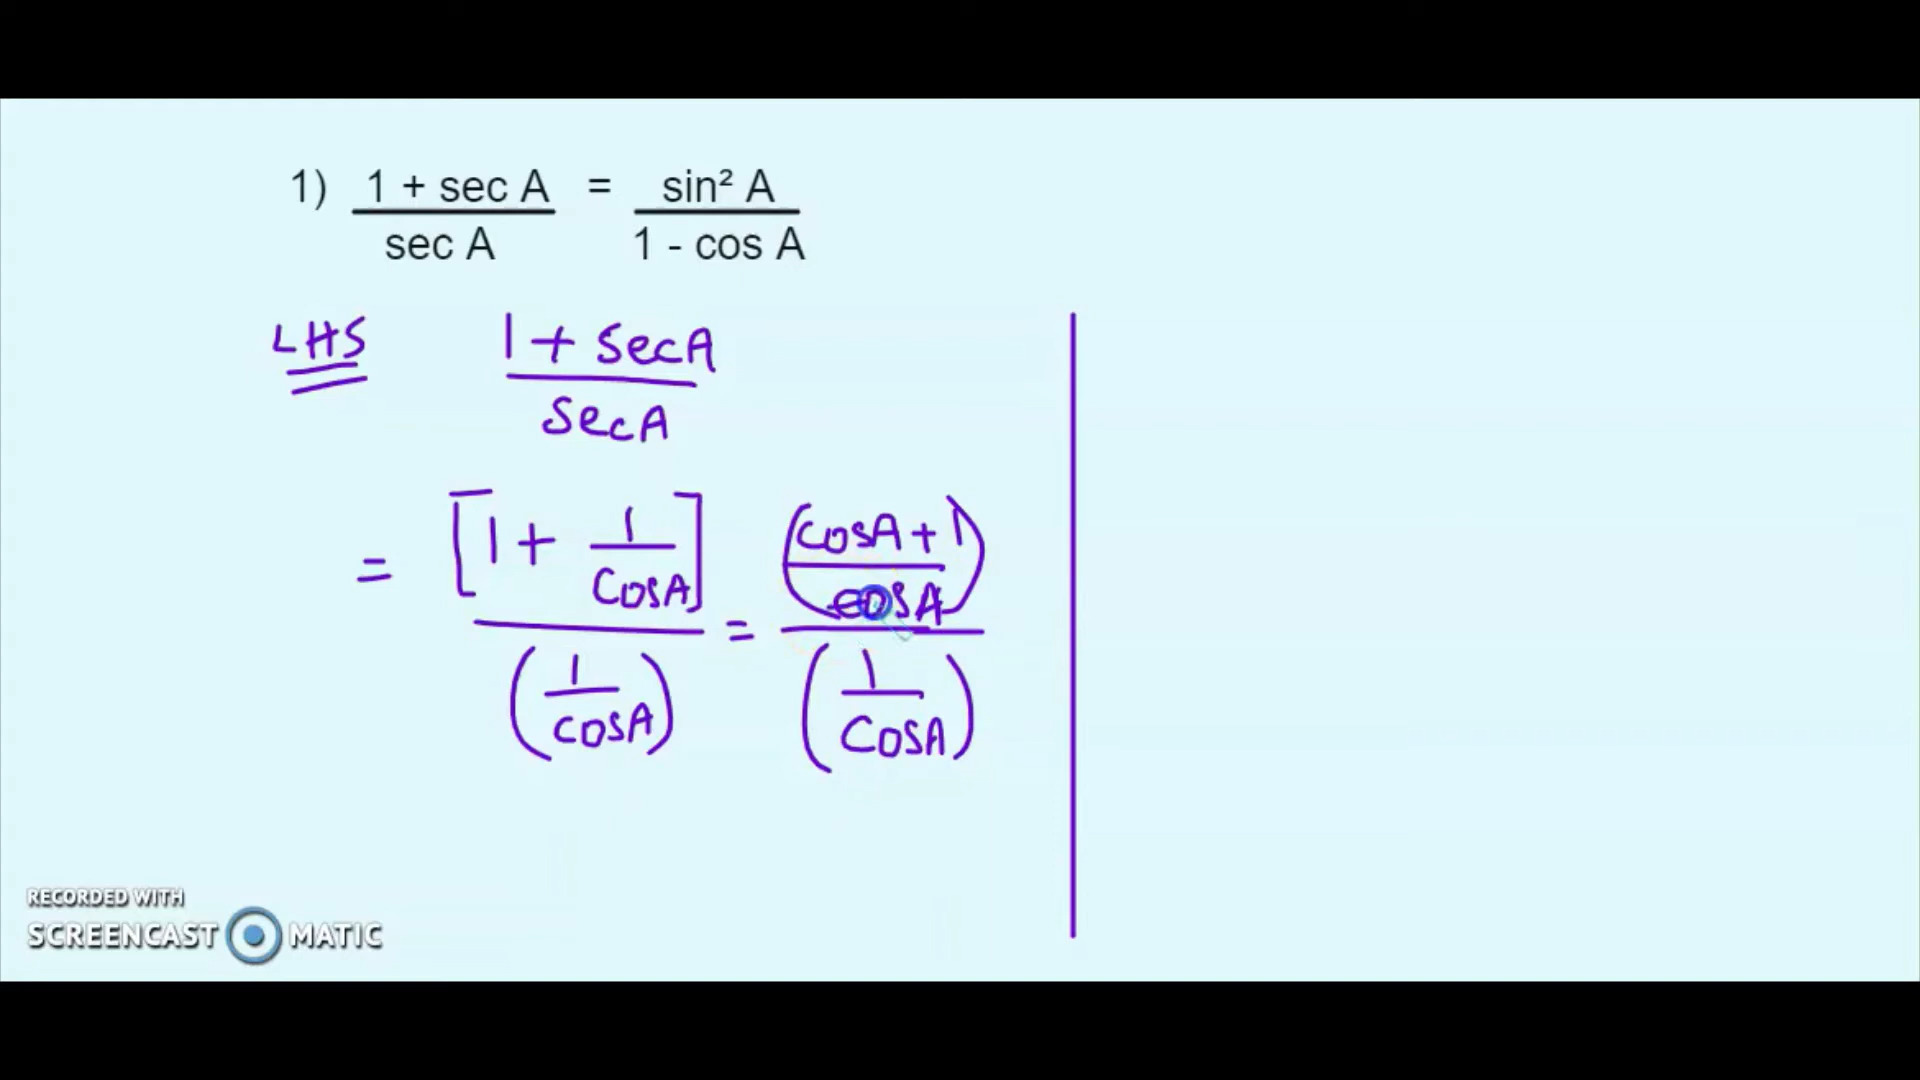 1) 1 + sec A = sin² A
sec A 1 - cos A
LHS 1 + secA
secA
= [1 + 1 (cosA + 1)
cosA] cosA
=
(1 (1
cosA) cosA)
RECORDED WITH
SCREENCAST MATIC